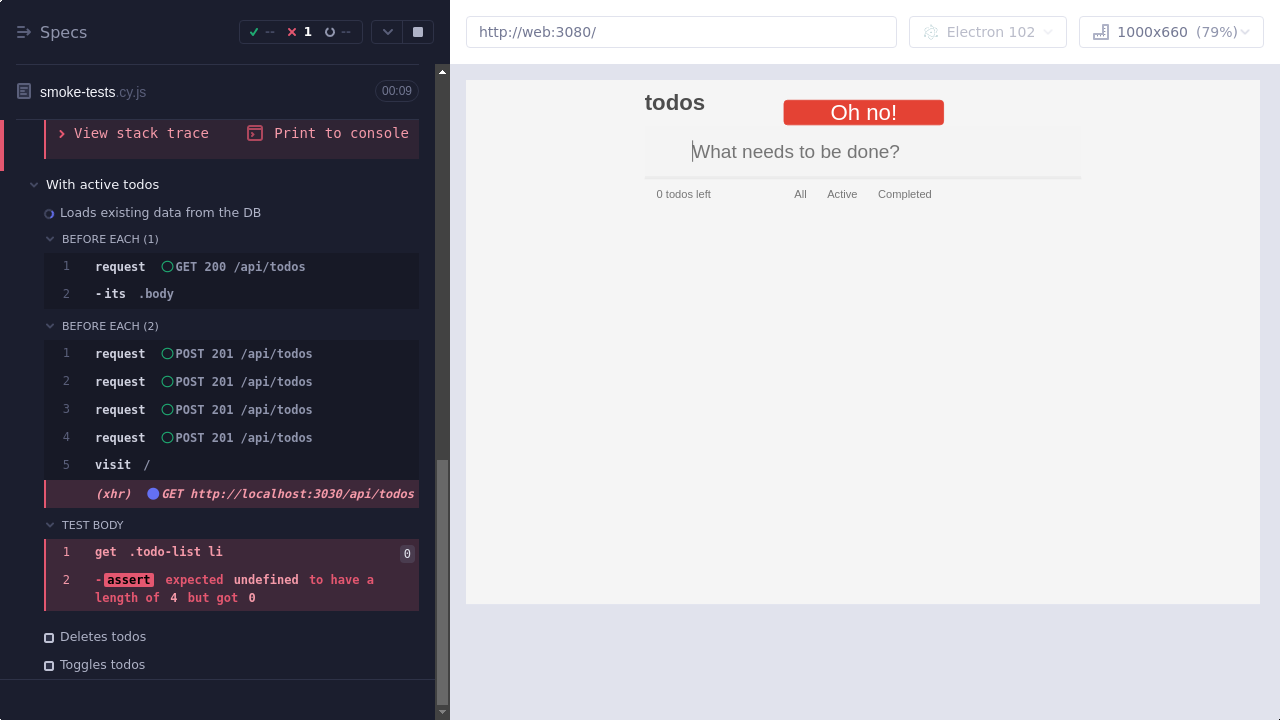 Specs
--
1
--
smoke-tests.cy.js
00:09
View stack trace
Print to console
With active todos
Loads existing data from the DB
BEFORE EACH (1)
1 request GET 200 /api/todos
2 -its .body
BEFORE EACH (2)
1 request POST 201 /api/todos
2 request POST 201 /api/todos
3 request POST 201 /api/todos
4 request POST 201 /api/todos
5 visit /
(xhr) GET http://localhost:3030/api/todos
TEST BODY
1 get .todo-list li 0
2 -assert expected undefined to have a
length of 4 but got 0
Deletes todos
Toggles todos
http://web:3080/
Electron 102
1000x660 (79%)
todos
Oh no!
What needs to be done?
0 todos left
All
Active
Completed